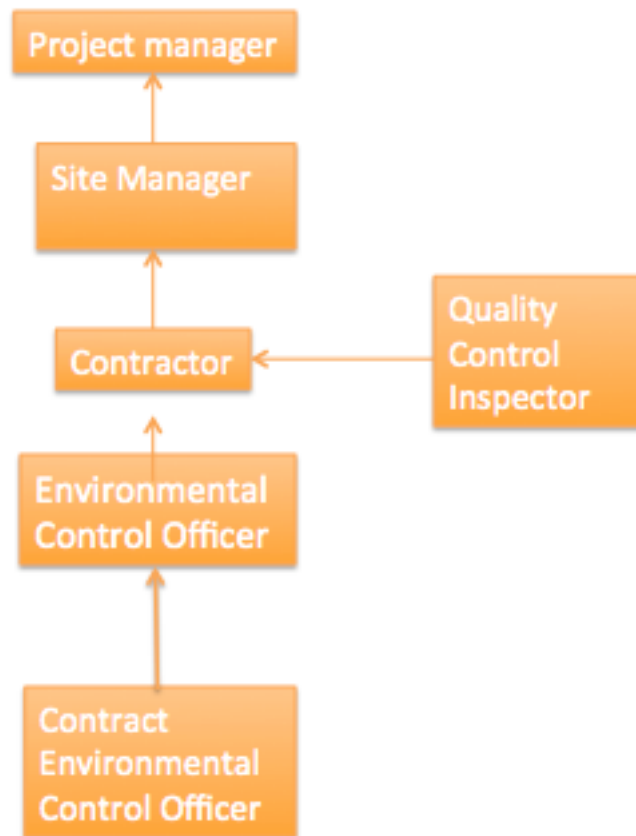 Project manager
Site Manager
Contractor
Quality
Control
Inspector
Environmental
Control Officer
Contract
Environmental
Control Officer